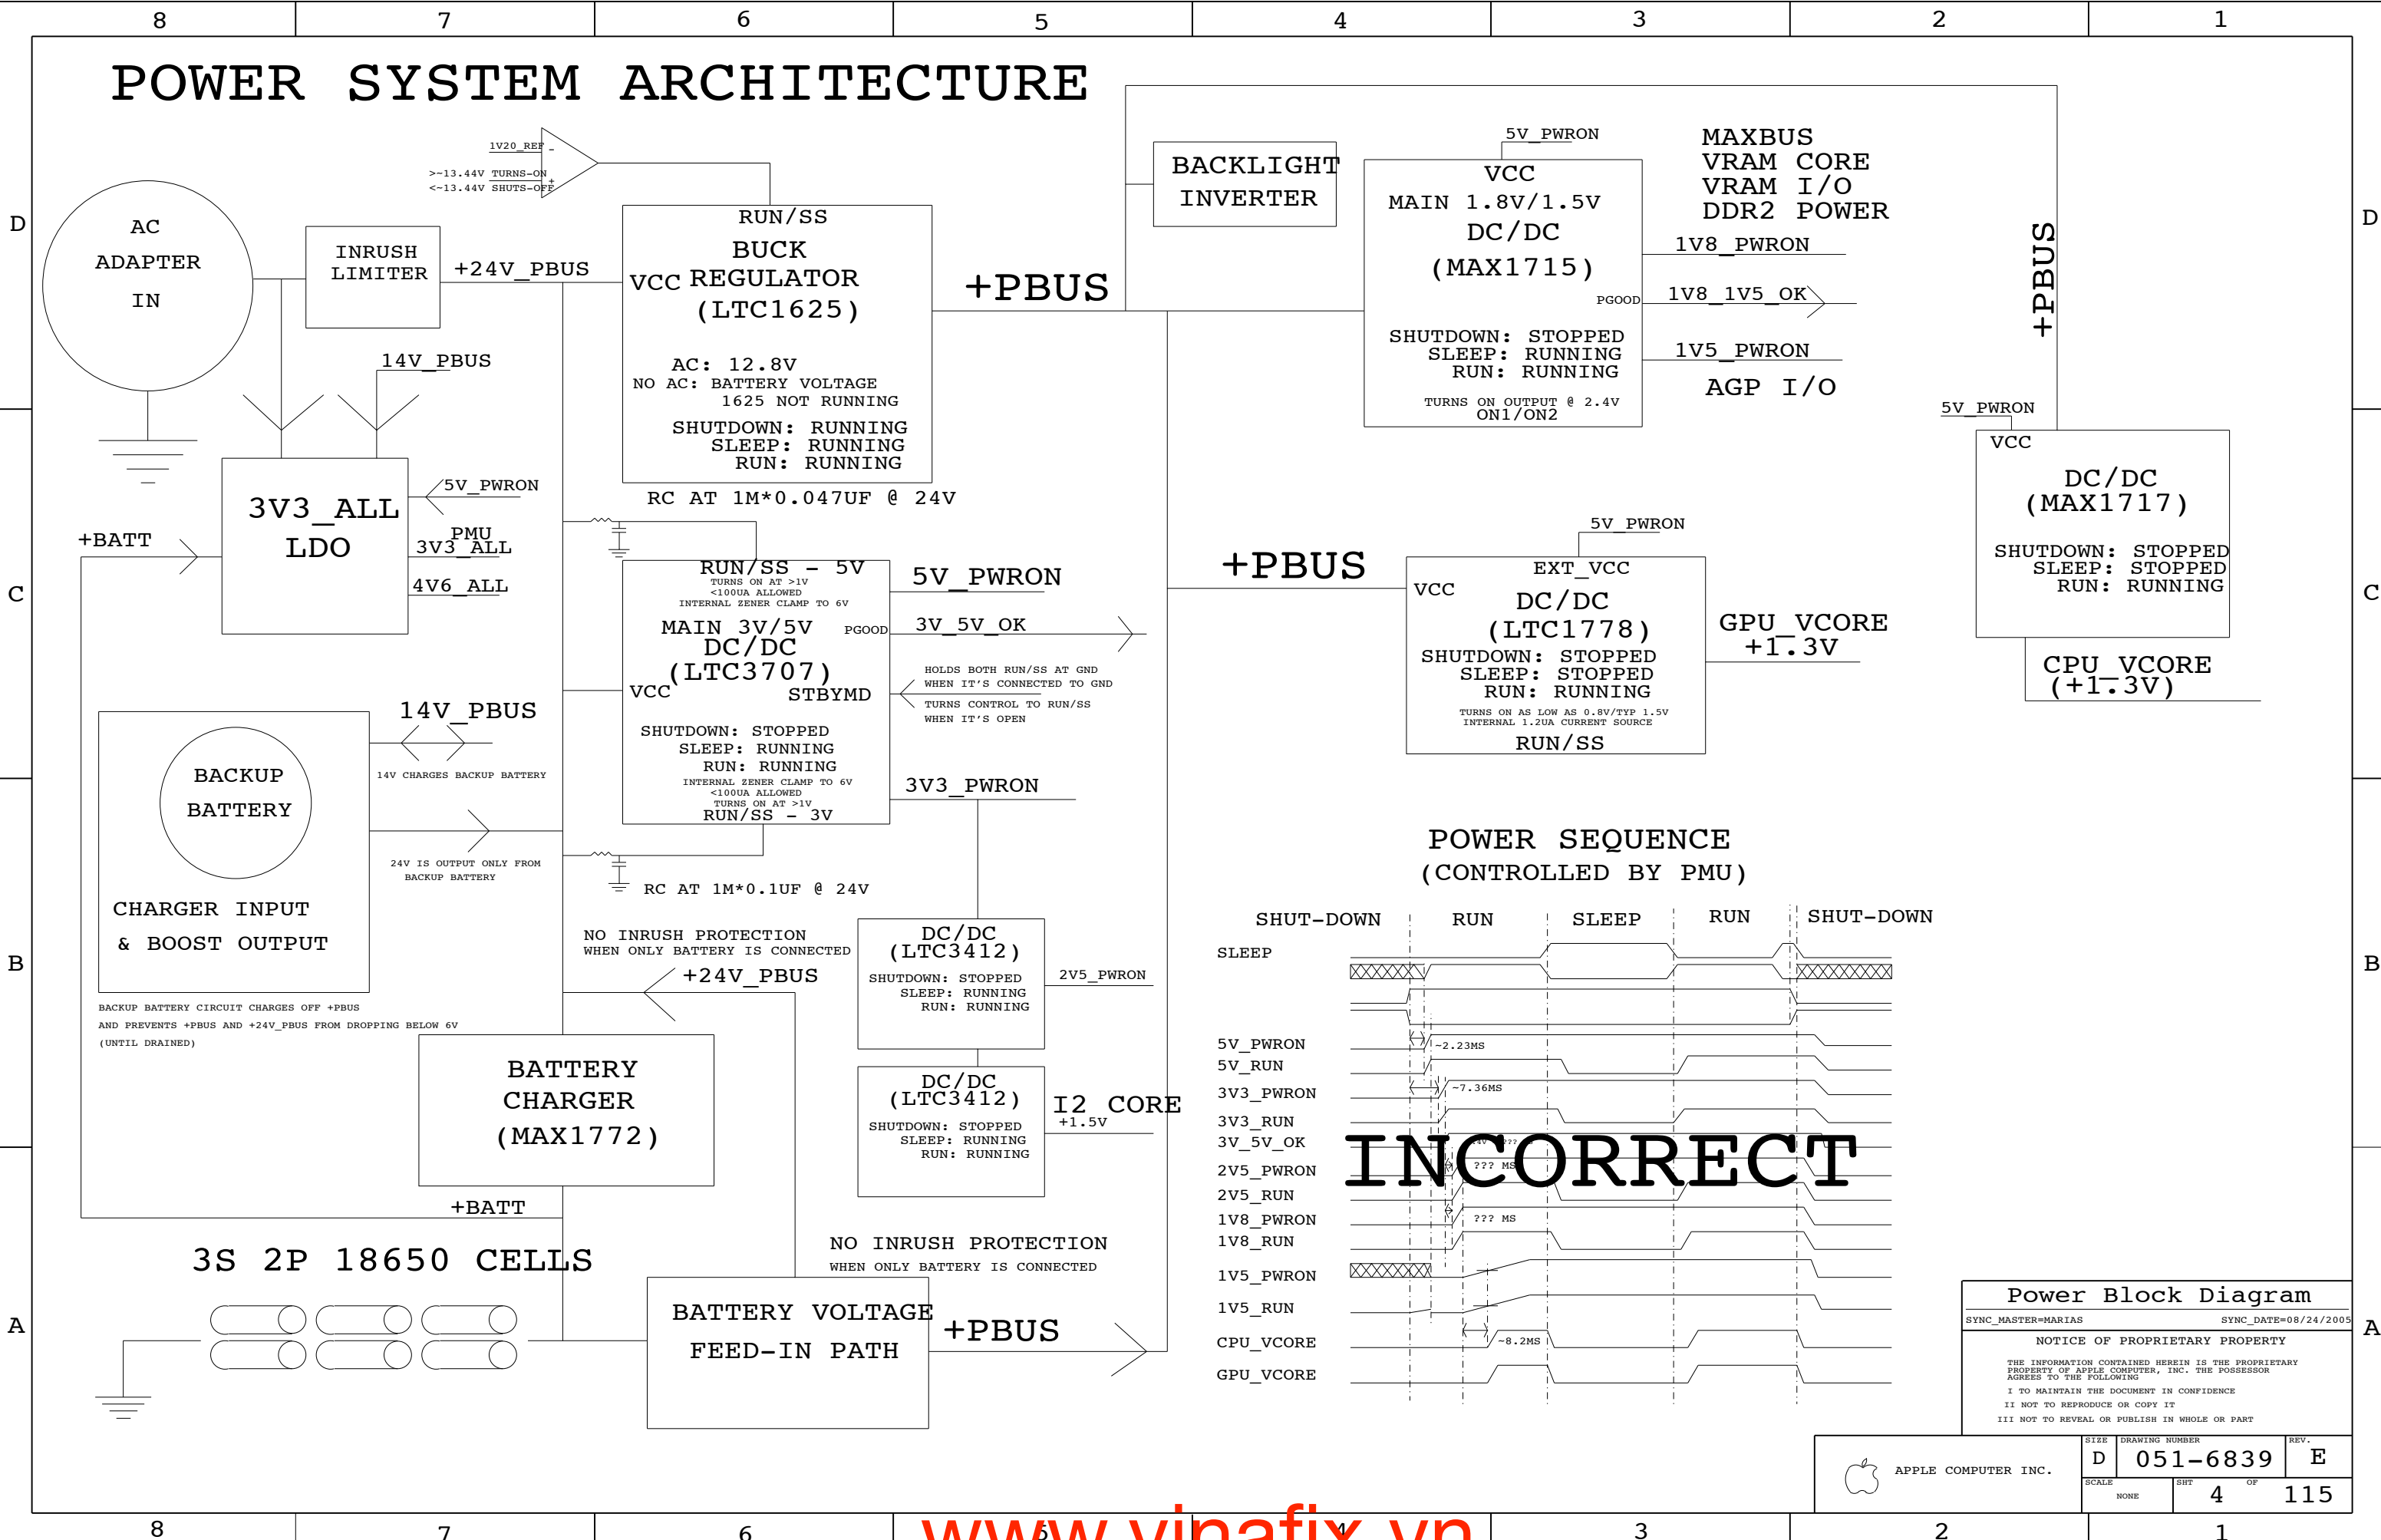 8 7 6 5 4 3 2 1
POWER SYSTEM ARCHITECTURE
D
D
C
C
B
B
A
A
AC
ADAPTER
IN
INRUSH
LIMITER
+24V_PBUS
1V20_REF
-
>~13.44V TURNS-ON
<~13.44V SHUTS-OFF
+
RUN/SS
BUCK
VCC REGULATOR
(LTC1625)
AC: 12.8V
NO AC: BATTERY VOLTAGE
1625 NOT RUNNING
SHUTDOWN: RUNNING
SLEEP: RUNNING
RUN: RUNNING
RC AT 1M*0.047UF @ 24V
+PBUS
BACKLIGHT
INVERTER
5V_PWRON
VCC
MAIN 1.8V/1.5V
DC/DC
(MAX1715)
PGOOD
SHUTDOWN: STOPPED
SLEEP: RUNNING
RUN: RUNNING
TURNS ON OUTPUT @ 2.4V
ON1/ON2
MAXBUS
VRAM CORE
VRAM I/O
DDR2 POWER
1V8_PWRON
1V8_1V5_OK
1V5_PWRON
AGP I/O
+PBUS
5V_PWRON
VCC
DC/DC
(MAX1717)
SHUTDOWN: STOPPED
SLEEP: STOPPED
RUN: RUNNING
CPU_VCORE
(+1.3V)
14V_PBUS
3V3_ALL
LDO
5V_PWRON
PMU
3V3_ALL
4V6_ALL
+BATT
RUN/SS - 5V
TURNS ON AT >1V
<100UA ALLOWED
INTERNAL ZENER CLAMP TO 6V
MAIN 3V/5V
DC/DC
(LTC3707)
PGOOD
VCC
STBYMD
SHUTDOWN: STOPPED
SLEEP: RUNNING
RUN: RUNNING
INTERNAL ZENER CLAMP TO 6V
<100UA ALLOWED
TURNS ON AT >1V
RUN/SS - 3V
5V_PWRON
3V_5V_OK
HOLDS BOTH RUN/SS AT GND
WHEN IT'S CONNECTED TO GND
TURNS CONTROL TO RUN/SS
WHEN IT'S OPEN
3V3_PWRON
RC AT 1M*0.1UF @ 24V
+PBUS
5V_PWRON
EXT_VCC
VCC
DC/DC
(LTC1778)
SHUTDOWN: STOPPED
SLEEP: STOPPED
RUN: RUNNING
TURNS ON AS LOW AS 0.8V/TYP 1.5V
INTERNAL 1.2UA CURRENT SOURCE
RUN/SS
GPU_VCORE
+1.3V
BACKUP
BATTERY
CHARGER INPUT
& BOOST OUTPUT
14V_PBUS
14V CHARGES BACKUP BATTERY
24V IS OUTPUT ONLY FROM
BACKUP BATTERY
BACKUP BATTERY CIRCUIT CHARGES OFF +PBUS
AND PREVENTS +PBUS AND +24V_PBUS FROM DROPPING BELOW 6V
(UNTIL DRAINED)
NO INRUSH PROTECTION
WHEN ONLY BATTERY IS CONNECTED
+24V_PBUS
BATTERY
CHARGER
(MAX1772)
+BATT
DC/DC
(LTC3412)
SHUTDOWN: STOPPED
SLEEP: RUNNING
RUN: RUNNING
2V5_PWRON
DC/DC
(LTC3412)
SHUTDOWN: STOPPED
SLEEP: RUNNING
RUN: RUNNING
I2 CORE
+1.5V
3S 2P 18650 CELLS
NO INRUSH PROTECTION
WHEN ONLY BATTERY IS CONNECTED
BATTERY VOLTAGE
FEED-IN PATH
+PBUS
POWER SEQUENCE
(CONTROLLED BY PMU)
SHUT-DOWN RUN SLEEP RUN SHUT-DOWN
SLEEP
5V_PWRON
~2.23MS
5V_RUN
3V3_PWRON
~7.36MS
3V3_RUN
3V_5V_OK
INCORRECT
2V5_PWRON
??? MS
2V5_RUN
1V8_PWRON
??? MS
1V8_RUN
1V5_PWRON
1V5_RUN
CPU_VCORE
~8.2MS
GPU_VCORE
Power Block Diagram
SYNC_MASTER=MARIAS SYNC_DATE=08/24/2005
NOTICE OF PROPRIETARY PROPERTY
THE INFORMATION CONTAINED HEREIN IS THE PROPRIETARY
PROPERTY OF APPLE COMPUTER, INC. THE POSSESSOR
AGREES TO THE FOLLOWING
I TO MAINTAIN THE DOCUMENT IN CONFIDENCE
II NOT TO REPRODUCE OR COPY IT
III NOT TO REVEAL OR PUBLISH IN WHOLE OR PART
APPLE COMPUTER INC.
SIZE DRAWING NUMBER REV.
D 051-6839 E
SCALE SHT OF
NONE 4 115
8 7 6 5 4 3 2 1
www.vinafix.vn